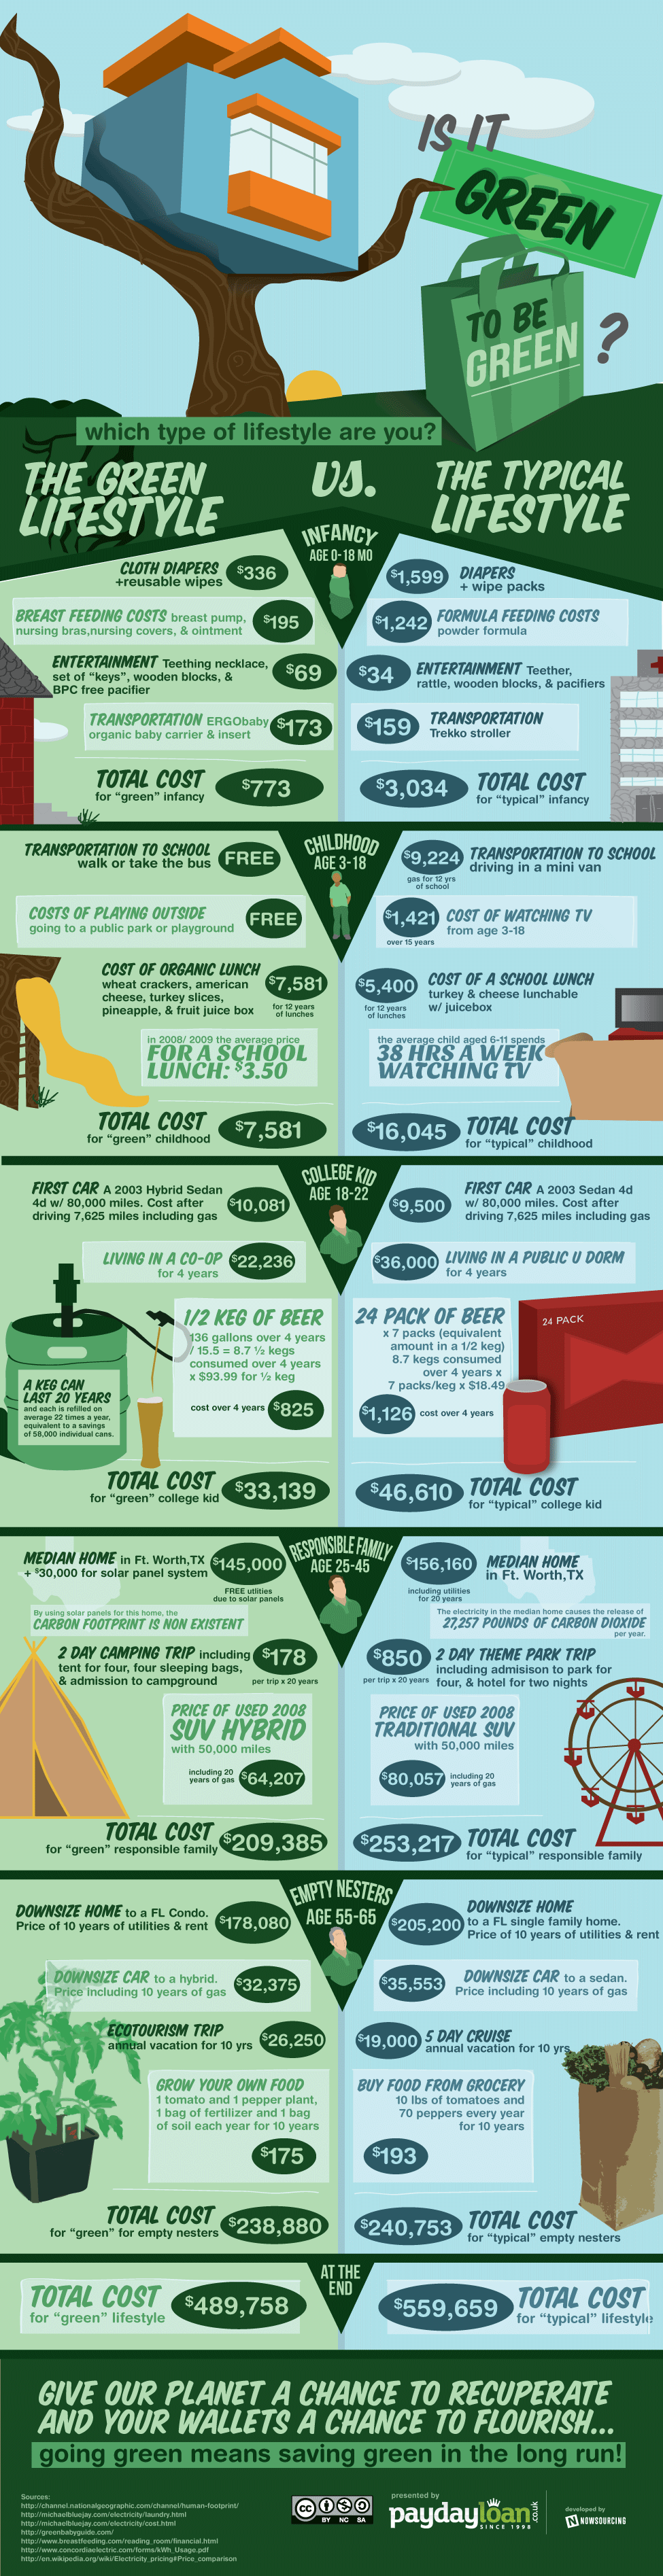 IS IT
GREEN
TO BE
GREEN
?
which type of lifestyle are you?
THE GREEN
LIFESTYLE
VS.
THE TYPICAL
LIFESTYLE
INFANCY
AGE 0-18 MO
CLOTH DIAPERS
+reusable wipes
$336
$1,599
DIAPERS
+ wipe packs
BREAST FEEDING COSTS breast pump,
nursing bras,nursing covers, & ointment
$195
$1,242
FORMULA FEEDING COSTS
powder formula
ENTERTAINMENT Teething necklace,
set of "keys", wooden blocks, &
BPC free pacifier
$69
$34
ENTERTAINMENT Teether,
rattle, wooden blocks, & pacifiers
TRANSPORTATION ERGObaby
organic baby carrier & insert
$173
$159
TRANSPORTATION
Trekko stroller
TOTAL COST
for "green" infancy
$773
$3,034
TOTAL COST
for "typical" infancy
CHILDHOOD
AGE 3-18
TRANSPORTATION TO SCHOOL
walk or take the bus
FREE
$9,224
gas for 12 yrs
of school
TRANSPORTATION TO SCHOOL
driving in a mini van
COSTS OF PLAYING OUTSIDE
going to a public park or playground
FREE
$1,421
over 15 years
COST OF WATCHING TV
from age 3-18
COST OF ORGANIC LUNCH
wheat crackers, american
cheese, turkey slices,
pineapple, & fruit juice box
$7,581
for 12 years
of lunches
$5,400
for 12 years
of lunches
COST OF A SCHOOL LUNCH
turkey & cheese lunchable
w/ juicebox
in 2008/ 2009 the average price
FOR A SCHOOL
LUNCH: $3.50
the average child aged 6-11 spends
38 HRS A WEEK
WATCHING TV
TOTAL COST
for "green" childhood
$7,581
$16,045
TOTAL COST
for "typical" childhood
COLLEGE KID
AGE 18-22
FIRST CAR A 2003 Hybrid Sedan
4d w/ 80,000 miles. Cost after
driving 7,625 miles including gas
$10,081
$9,500
FIRST CAR A 2003 Sedan 4d
w/ 80,000 miles. Cost after
driving 7,625 miles including gas
LIVING IN A CO-OP
for 4 years
$22,236
$36,000
LIVING IN A PUBLIC U DORM
for 4 years
1/2 KEG OF BEER
136 gallons over 4 years
/ 15.5 = 8.7 ½ kegs
consumed over 4 years
x $93.99 for ½ keg
cost over 4 years
$825
A KEG CAN
LAST 20 YEARS
and each is refilled on
average 22 times a year,
equivalent to a savings
of 58,000 individual cans.
24 PACK OF BEER
x 7 packs (equivalent
amount in a 1/2 keg)
8.7 kegs consumed
over 4 years x
7 packs/keg x $18.49
$1,126
cost over 4 years
24 PACK
TOTAL COST
for "green" college kid
$33,139
$46,610
TOTAL COST
for "typical" college kid
RESPONSIBLE FAMILY
AGE 25-45
MEDIAN HOME in Ft. Worth,TX
+ $30,000 for solar panel system
$145,000
FREE utlities
due to solar panels
$156,160
including utilities
for 20 years
MEDIAN HOME
in Ft. Worth,TX
By using solar panels for this home, the
CARBON FOOTPRINT IS NON EXISTENT
The electricity in the median home causes the release of
27,257 POUNDS OF CARBON DIOXIDE
per year.
2 DAY CAMPING TRIP including
tent for four, four sleeping bags,
& admission to campground
$178
per trip x 20 years
$850
per trip x 20 years
2 DAY THEME PARK TRIP
including admisison to park for
four, & hotel for two nights
PRICE OF USED 2008
SUV HYBRID
with 50,000 miles
including 20
years of gas
$64,207
PRICE OF USED 2008
TRADITIONAL SUV
with 50,000 miles
$80,057
including 20
years of gas
TOTAL COST
for "green" responsible family
$209,385
$253,217
TOTAL COST
for "typical" responsible family
EMPTY NESTERS
AGE 55-65
DOWNSIZE HOME to a FL Condo.
Price of 10 years of utilities & rent
$178,080
$205,200
DOWNSIZE HOME
to a FL single family home.
Price of 10 years of utilities & rent
DOWNSIZE CAR to a hybrid.
Price including 10 years of gas
$32,375
$35,553
DOWNSIZE CAR to a sedan.
Price including 10 years of gas
ECOTOURISM TRIP
annual vacation for 10 yrs
$26,250
$19,000
5 DAY CRUISE
annual vacation for 10 yrs
GROW YOUR OWN FOOD
1 tomato and 1 pepper plant,
1 bag of fertilizer and 1 bag
of soil each year for 10 years
$175
BUY FOOD FROM GROCERY
10 lbs of tomatoes and
70 peppers every year
for 10 years
$193
TOTAL COST
for "green" for empty nesters
$238,880
$240,753
TOTAL COST
for "typical" empty nesters
AT THE
END
TOTAL COST
for "green" lifestyle
$489,758
$559,659
TOTAL COST
for "typical" lifestyle
GIVE OUR PLANET A CHANCE TO RECUPERATE
AND YOUR WALLETS A CHANCE TO FLOURISH...
going green means saving green in the long run!
Sources:
http://channel.nationalgeographic.com/channel/human-footprint/
http://michaelbluejay.com/electricity/laundry.html
http://michaelbluejay.com/electricity/cost.html
http://greenbabyguide.com/
http://www.breastfeeding.com/reading_room/financial.html
http://www.concordiaelectric.com/forms/kWh_Usage.pdf
http://en.wikipedia.org/wiki/Electricity_pricing#Price_comparison
cc
BY NC SA
presented by
paydayloan.co.uk
SINCE 1998
developed by
N NOWSOURCING